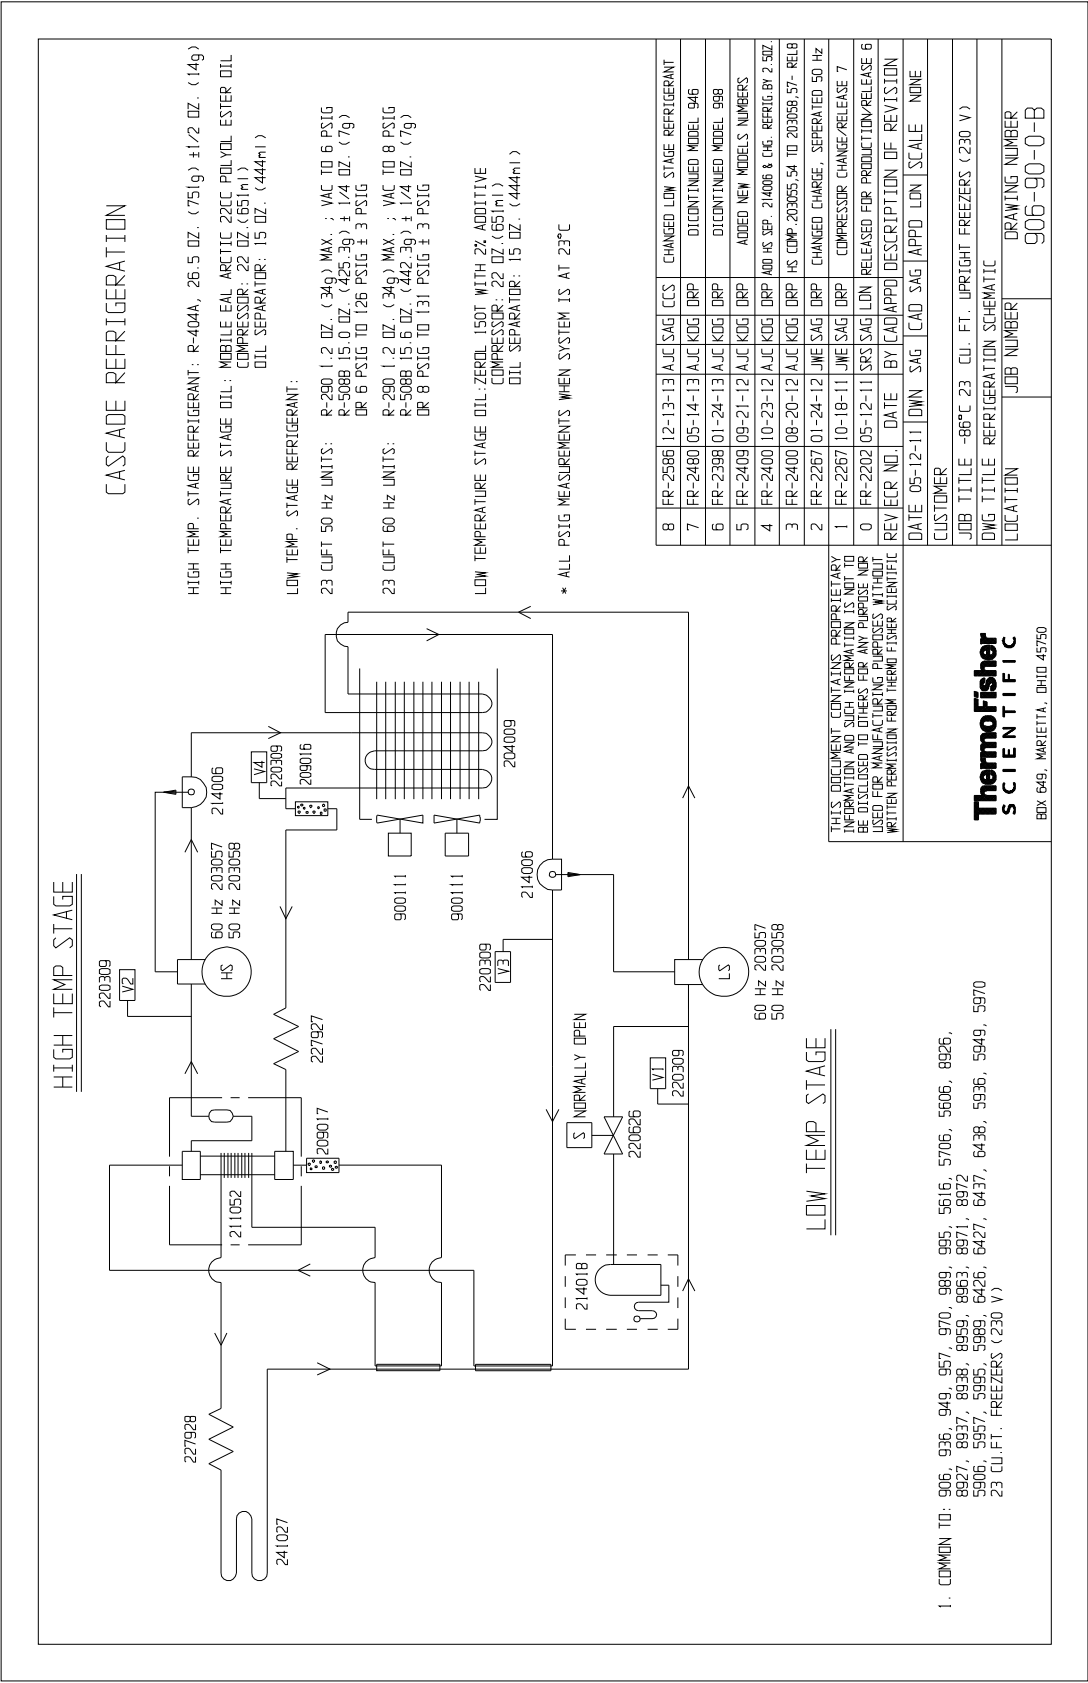 CASCADE REFRIGERATION
HIGH TEMP. STAGE REFRIGERANT: R-404A, 26.5 OZ. (751g) ±1/2 OZ. (14g)
HIGH TEMPERATURE STAGE OIL: MOBILE EAL ARCTIC 22CC POLYOL ESTER OIL
COMPRESSOR: 22 OZ.(651ml)
OIL SEPARATOR: 15 OZ. (444ml)
LOW TEMP. STAGE REFRIGERANT:
23 CUFT 50 Hz UNITS: R-290 1.2 OZ. (34g) MAX. ; VAC TO 6 PSIG
R-508B 15.0 OZ. (425.3g) ± 1/4 OZ. (7g)
OR 6 PSIG TO 126 PSIG ± 3 PSIG
23 CUFT 60 Hz UNITS: R-290 1.2 OZ. (34g) MAX. ; VAC TO 8 PSIG
R-508B 15.6 OZ. (442.3g) ± 1/4 OZ. (7g)
OR 8 PSIG TO 131 PSIG ± 3 PSIG
LOW TEMPERATURE STAGE OIL:ZEROL 150T WITH 2% ADDITIVE
COMPRESSOR: 22 OZ.(651ml)
OIL SEPARATOR: 15 OZ. (444ml)
* ALL PSIG MEASUREMENTS WHEN SYSTEM IS AT 23°C
HIGH TEMP STAGE
220309
V2
HS
60 Hz 203057
50 Hz 203058
214006
V4
220309
209016
204009
900111
900111
227927
209017
211052
227928
241027
214006
220309
V3
LS
60 Hz 203057
50 Hz 203058
S NORMALLY OPEN
220626
V1
220309
21401B
LOW TEMP STAGE
1. COMMON TO: 906, 936, 949, 957, 970, 989, 995, 5616, 5706, 5606, 8926,
8927, 8937, 8938, 8959, 8963, 8971, 8972
5906, 5957, 5995, 5989, 6426, 6427, 6437, 6438, 5936, 5949, 5970
23 CU.FT. FREEZERS (230 V)
8 FR-2586 12-13-13 AJC SAG CCS CHANGED LOW STAGE REFRIGERANT
7 FR-2480 05-14-13 AJC KDG DRP DICONTINUED MODEL 946
6 FR-2398 01-24-13 AJC KDG DRP DICONTINUED MODEL 998
5 FR-2409 09-21-12 AJC KDG DRP ADDED NEW MODELS NUMBERS
4 FR-2400 10-23-12 AJC KDG DRP ADD HS SEP. 214006 & CHG. REFRIG.BY 2.5OZ.
3 FR-2400 08-20-12 AJC KDG DRP HS COMP.203055,54 TO 203058,57- REL8
2 FR-2267 01-24-12 JWE SAG DRP CHANGED CHARGE, SEPERATED 50 Hz
1 FR-2267 10-18-11 JWE SAG DRP COMPRESSOR CHANGE/RELEASE 7
0 FR-2202 05-12-11 SRS SAG LDN RELEASED FOR PRODUCTION/RELEASE 6
REV ECR NO. DATE BY CAD APPD DESCRIPTION OF REVISION
DATE 05-12-11 DWN SAG CAD SAG APPD LDN SCALE NONE
CUSTOMER
JOB TITLE -86°C 23 CU. FT. UPRIGHT FREEZERS (230 V)
DWG TITLE REFRIGERATION SCHEMATIC
LOCATION JOB NUMBER DRAWING NUMBER
906-90-0-B
THIS DOCUMENT CONTAINS PROPRIETARY
INFORMATION AND SUCH INFORMATION IS NOT TO
BE DISCLOSED TO OTHERS FOR ANY PURPOSE NOR
USED FOR MANUFACTURING PURPOSES WITHOUT
WRITTEN PERMISSION FROM THERMO FISHER SCIENTIFIC
ThermoFisher
SCIENTIFIC
BOX 649, MARIETTA, OHIO 45750